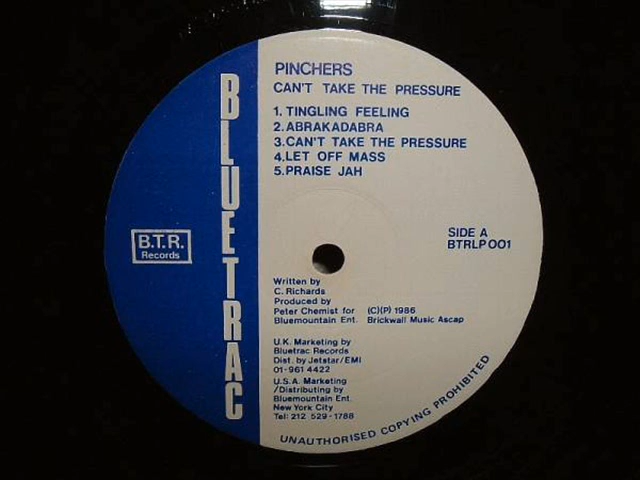 PINCHERS
CAN'T TAKE THE PRESSURE
1. TINGLING FEELING
2. ABRAKADABRA
3. CAN'T TAKE THE PRESSURE
4. LET OFF MASS
5. PRAISE JAH
BLUETRAC
B.T.R.
Records
SIDE A
BTRLP001
Written by
C. Richards
Produced by
Peter Chemist for (C)(P) 1986
Bluemountain Ent. Brickwall Music Ascap
U.K. Marketing by
Bluetrac Records
Dist. by Jetstar/EMI
01-961 4422
U.S.A. Marketing
/Distributing by
Bluemountain Ent.
New York City
Tel: 212 529-1788
UNAUTHORISED COPYING PROHIBITED